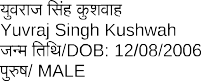 युवराज सिंह कुशवाह
Yuvraj Singh Kushwah
जन्म तिथि/DOB: 12/08/2006
पुरुष/ MALE